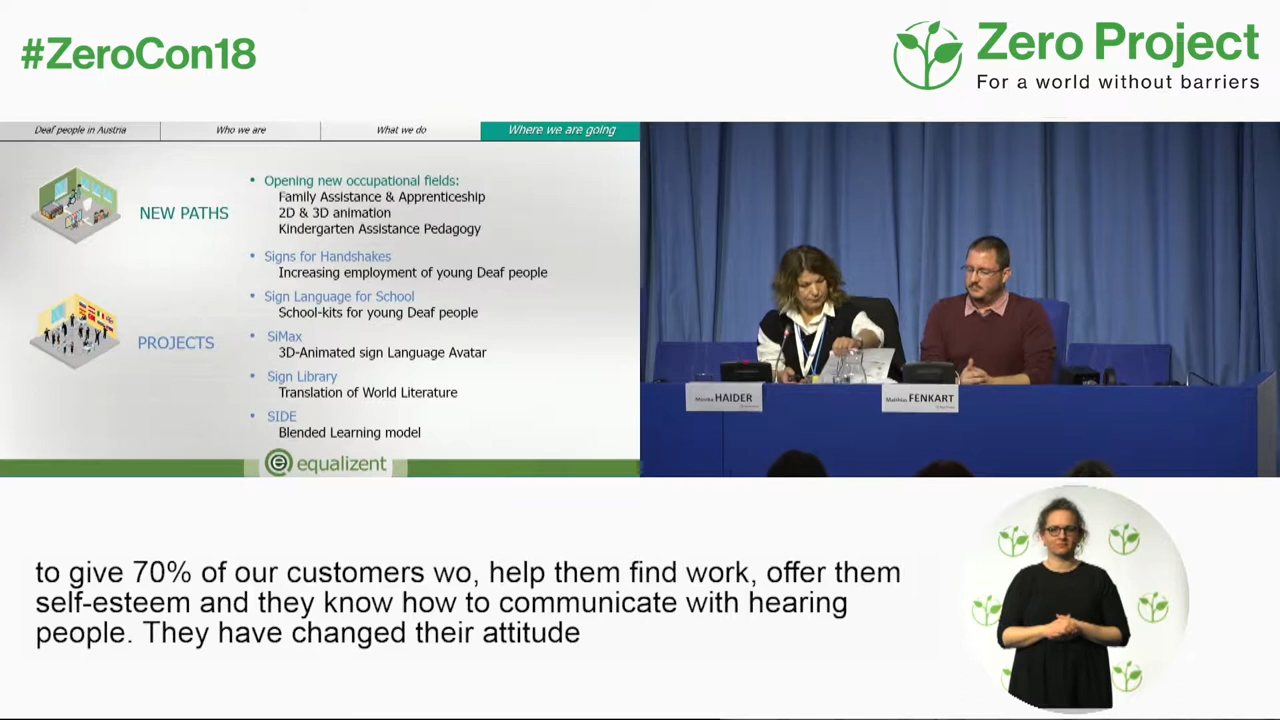 #ZeroCon18
Zero Project
For a world without barriers
Deaf people in Austria
Who we are
What we do
Where we are going
NEW PATHS
• Opening new occupational fields:
Family Assistance & Apprenticeship
2D & 3D animation
Kindergarten Assistance Pedagogy
• Signs for Handshakes
Increasing employment of young Deaf people
PROJECTS
• Sign Language for School
School-kits for young Deaf people
• SiMax
3D-Animated sign Language Avatar
• Sign Library
Translation of World Literature
• SIDE
Blended Learning model
e equalizent
Monika HAIDER
Matthias FENKART
to give 70% of our customers wo, help them find work, offer them
self-esteem and they know how to communicate with hearing
people. They have changed their attitude